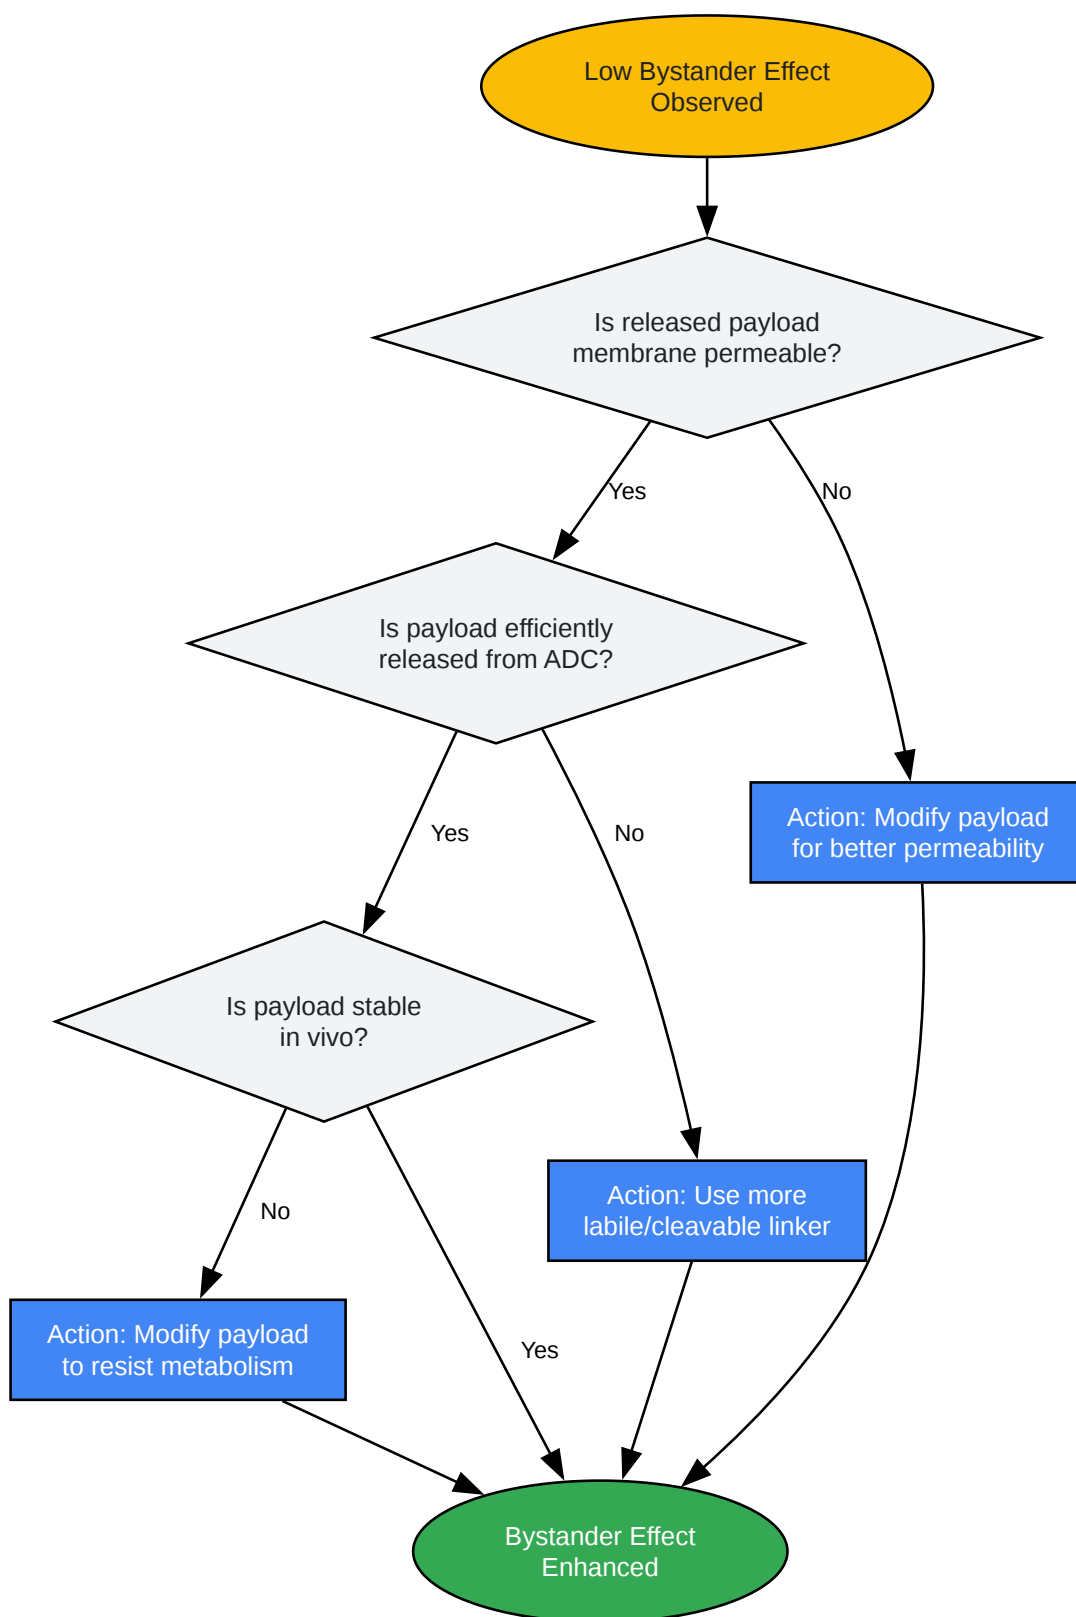 Low Bystander Effect
Observed
Is released payload
membrane permeable?
Yes
No
Is payload efficiently
released from ADC?
Action: Modify payload
for better permeability
Yes
No
Is payload stable
in vivo?
Action: Use more
labile/cleavable linker
No
Action: Modify payload
to resist metabolism
Yes
Bystander Effect
Enhanced